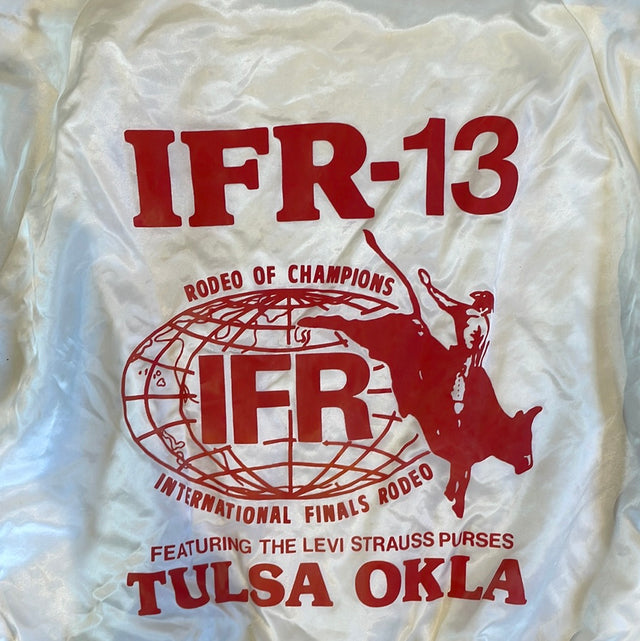 IFR-13
RODEO OF CHAMPIONS
IFR
INTERNATIONAL FINALS RODEO
FEATURING THE LEVI STRAUSS PURSES
TULSA OKLA